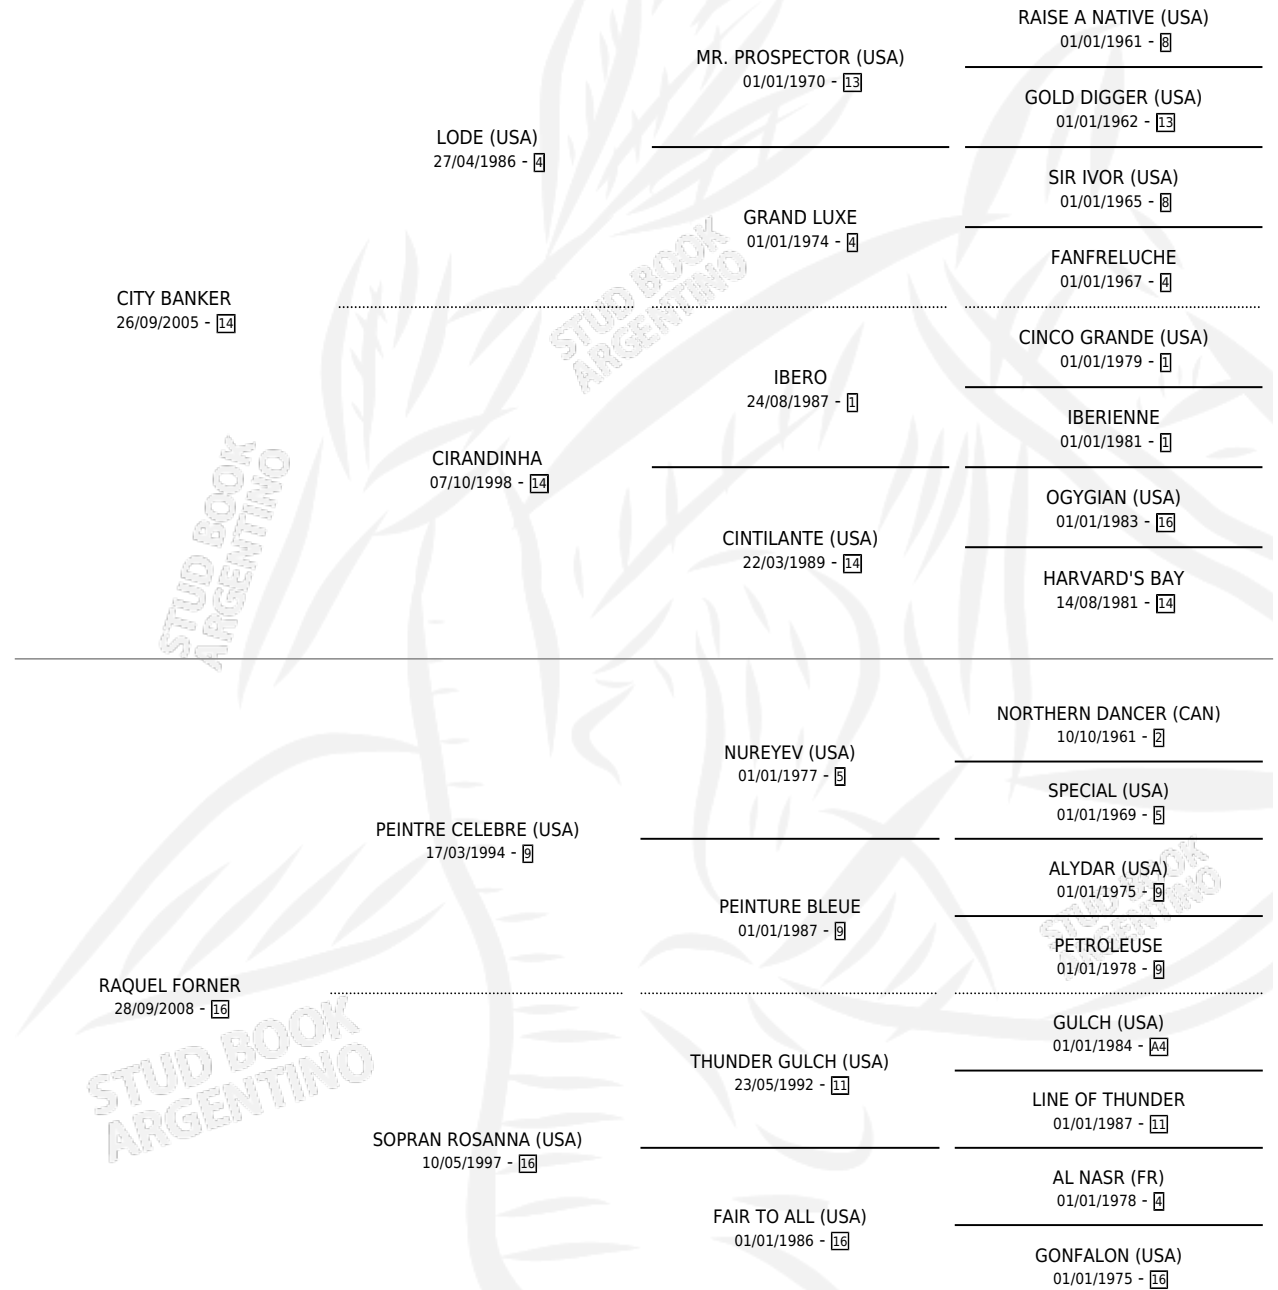 RAISE A NATIVE (USA)
01/01/1961 - 8
MR. PROSPECTOR (USA)
01/01/1970 - 13
GOLD DIGGER (USA)
01/01/1962 - 13
LODE (USA)
27/04/1986 - 4
SIR IVOR (USA)
01/01/1965 - 8
GRAND LUXE
01/01/1974 - 4
FANFRELUCHE
01/01/1967 - 4
CITY BANKER
26/09/2005 - 14
CINCO GRANDE (USA)
01/01/1979 - 1
IBERO
24/08/1987 - 1
IBERIENNE
01/01/1981 - 1
CIRANDINHA
07/10/1998 - 14
OGYGIAN (USA)
01/01/1983 - 16
CINTILANTE (USA)
22/03/1989 - 14
HARVARD'S BAY
14/08/1981 - 14
NORTHERN DANCER (CAN)
10/10/1961 - 2
NUREYEV (USA)
01/01/1977 - 5
SPECIAL (USA)
01/01/1969 - 5
PEINTRE CELEBRE (USA)
17/03/1994 - 9
ALYDAR (USA)
01/01/1975 - 9
PEINTURE BLEUE
01/01/1987 - 9
PETROLEUSE
01/01/1978 - 9
RAQUEL FORNER
28/09/2008 - 16
GULCH (USA)
01/01/1984 - A4
THUNDER GULCH (USA)
23/05/1992 - 11
LINE OF THUNDER
01/01/1987 - 11
SOPRAN ROSANNA (USA)
10/05/1997 - 16
AL NASR (FR)
01/01/1978 - 4
FAIR TO ALL (USA)
01/01/1986 - 16
GONFALON (USA)
01/01/1975 - 16
STUD BOOK
ARGENTINO
STUD BOOK
ARGENTINO
STUD BOOK
ARGENTINO
STUD BOOK
ARGENTINO